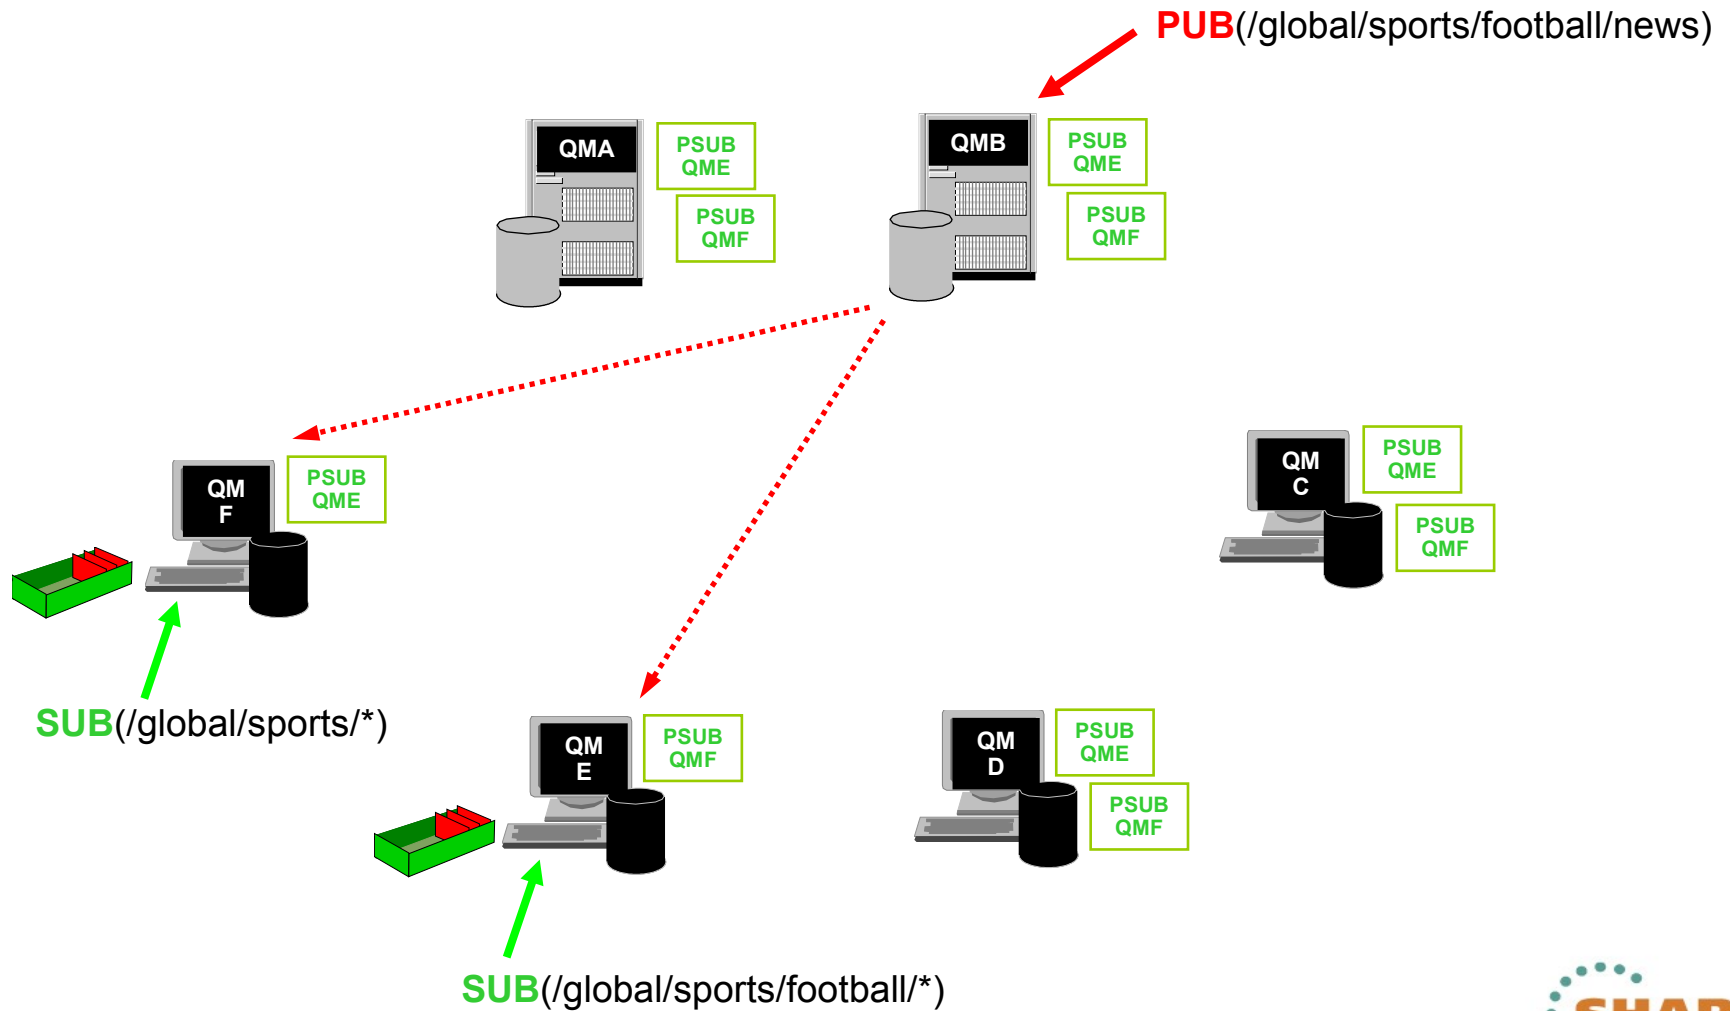 PUB(/global/sports/football/news)
QMA
PSUB
QME
PSUB
QMF
QMB
PSUB
QME
PSUB
QMF
QM
F
PSUB
QME
QM
C
PSUB
QME
PSUB
QMF
SUB(/global/sports/*)
QM
E
PSUB
QMF
QM
D
PSUB
QME
PSUB
QMF
SUB(/global/sports/football/*)